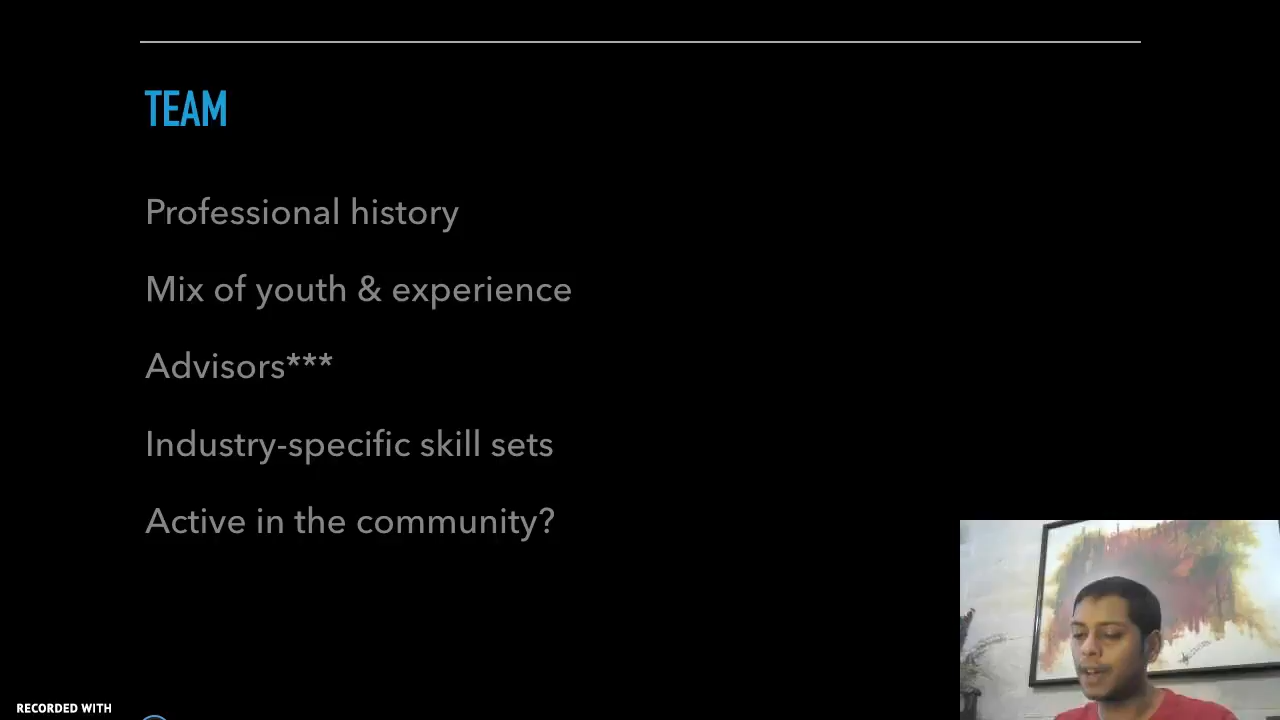 TEAM
Professional history
Mix of youth & experience
Advisors***
Industry-specific skill sets
Active in the community?
RECORDED WITH